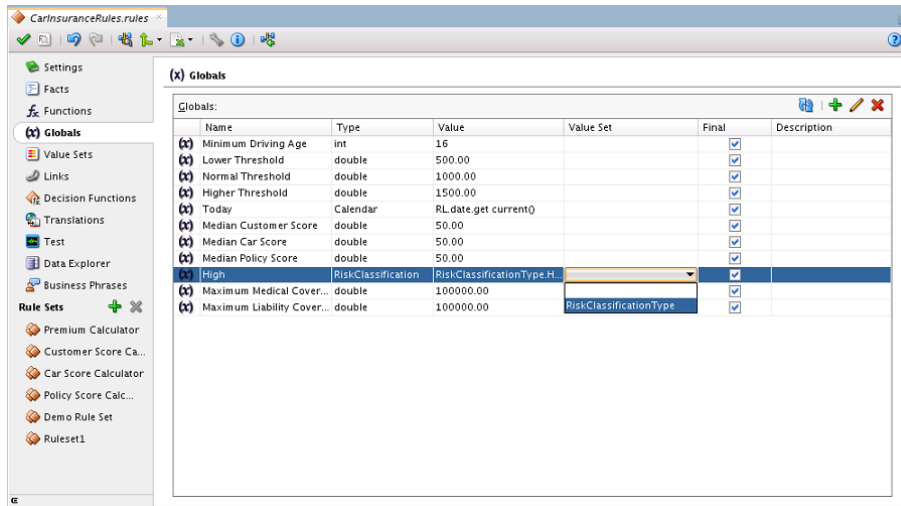 CarInsuranceRules.rules
Settings
Facts
Functions
(x) Globals
Value Sets
Links
Decision Functions
Translations
Test
Data Explorer
Business Phrases
Rule Sets
Premium Calculator
Customer Score Ca...
Car Score Calculator
Policy Score Calc...
Demo Rule Set
Ruleset1
(x) Globals
Globals:
Name Type Value Value Set Final Description
(x) Minimum Driving Age int 16
(x) Lower Threshold double 500.00
(x) Normal Threshold double 1000.00
(x) Higher Threshold double 1500.00
(x) Today Calendar RL.date.get current()
(x) Median Customer Score double 50.00
(x) Median Car Score double 50.00
(x) Median Policy Score double 50.00
(x) High RiskClassification RiskClassificationType.H...
(x) Maximum Medical Cover... double 100000.00
(x) Maximum Liability Cover... double 100000.00
RiskClassificationType